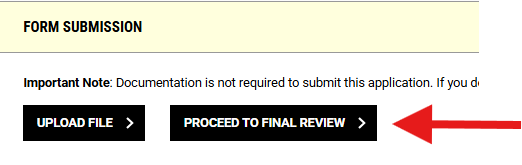 FORM SUBMISSION
Important Note: Documentation is not required to submit this application. If you
UPLOAD FILE
PROCEED TO FINAL REVIEW